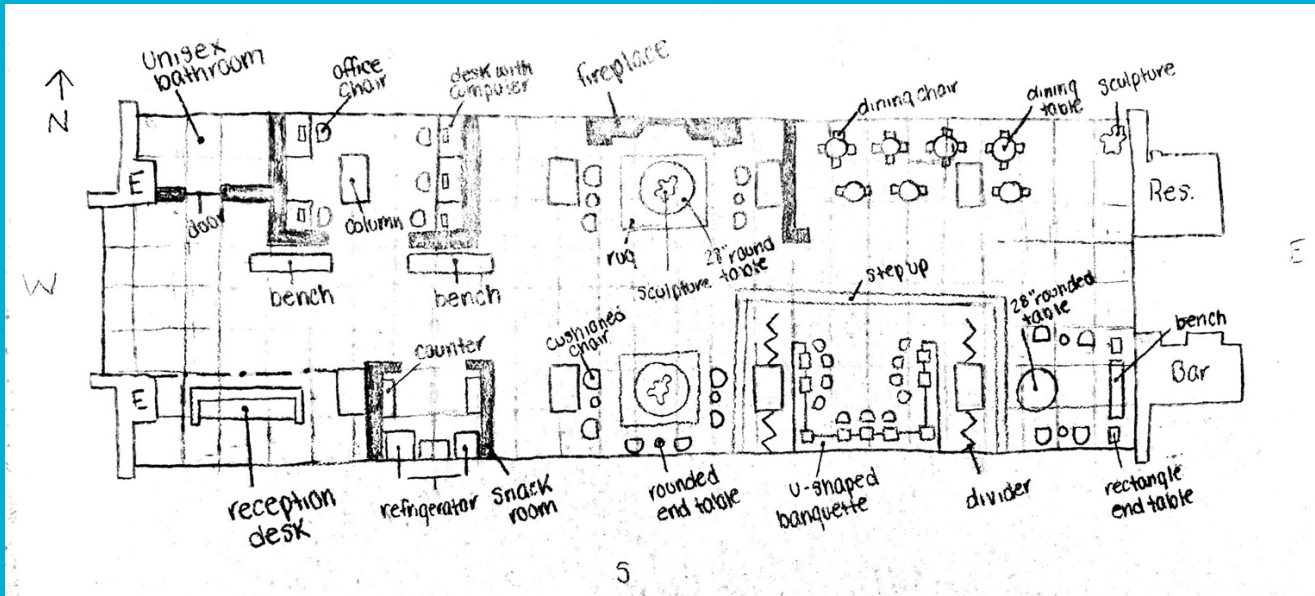 unisex
bathroom
office
chair
desk with
computer
fireplace
dining chair
dining
table
sculpture
N
E
door
column
Res.
W
bench
bench
rug
sculpture table
28" round
table
step up
E
cushioned
chair
28" rounded
table
bench
counter
Bar
E
reception
desk
refrigerator
snack
room
rounded
end table
U-shaped
banquette
divider
rectangle
end table
S